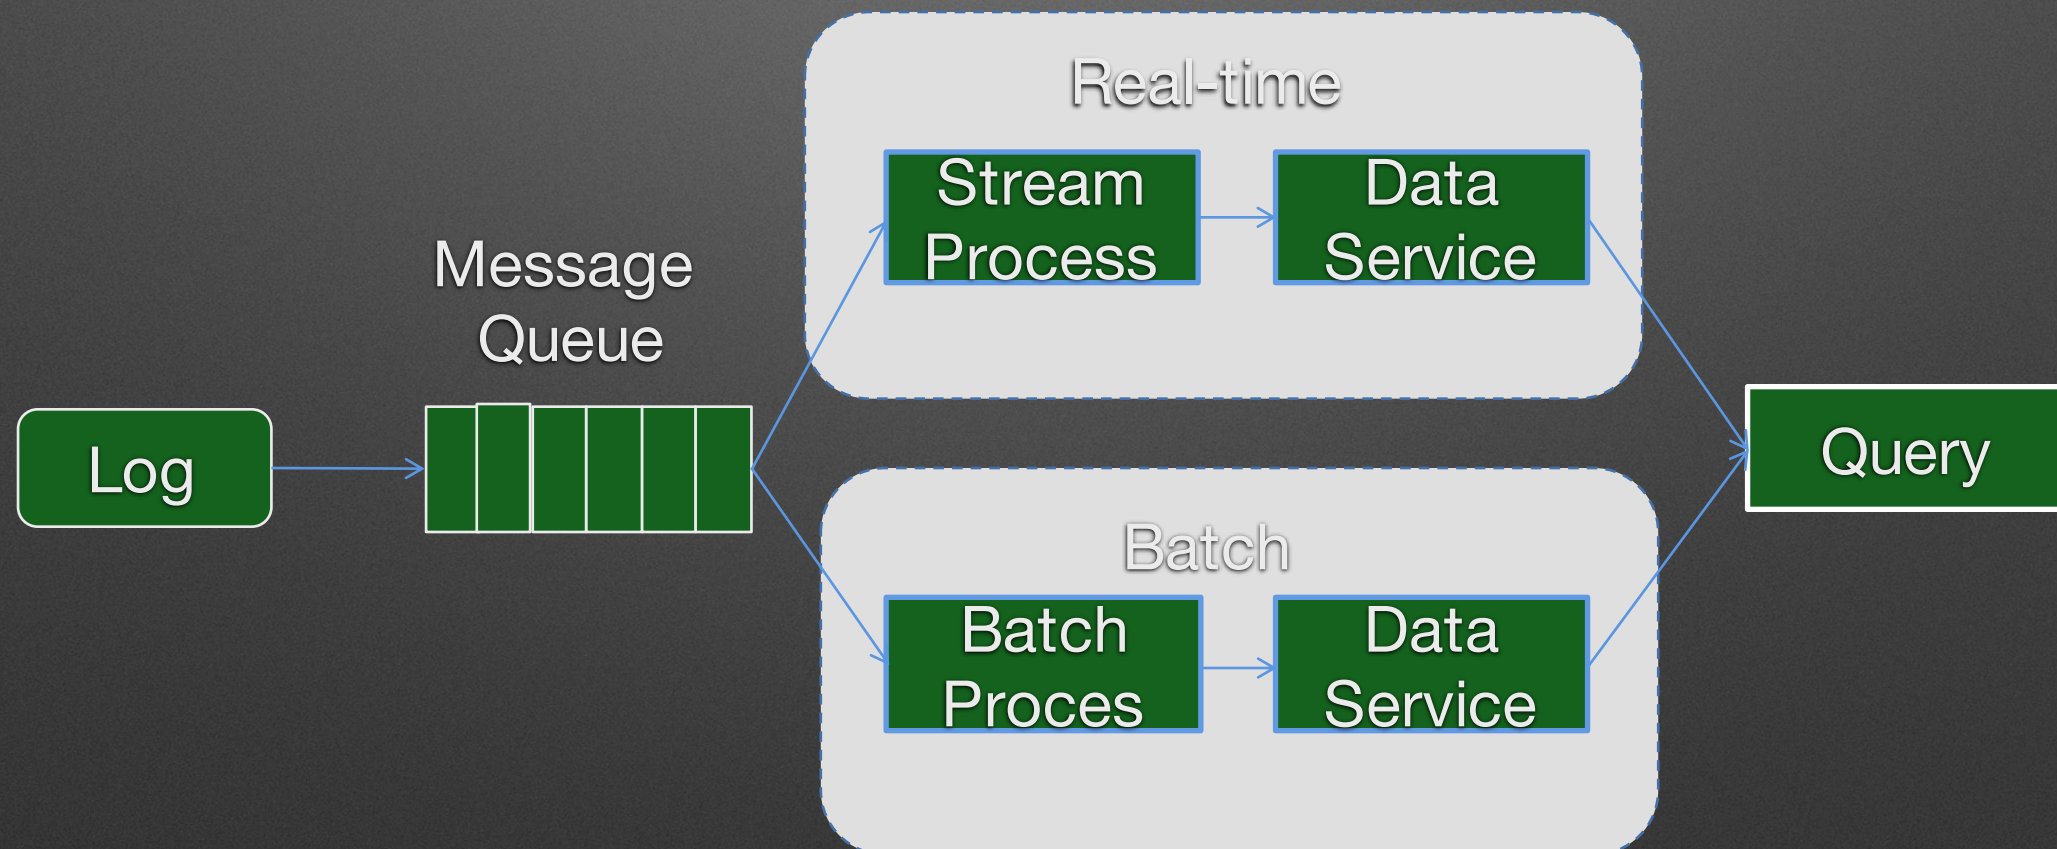 Real-time
Stream
Process
Data
Service
Message
Queue
Log
Query
Batch
Batch
Proces
Data
Service